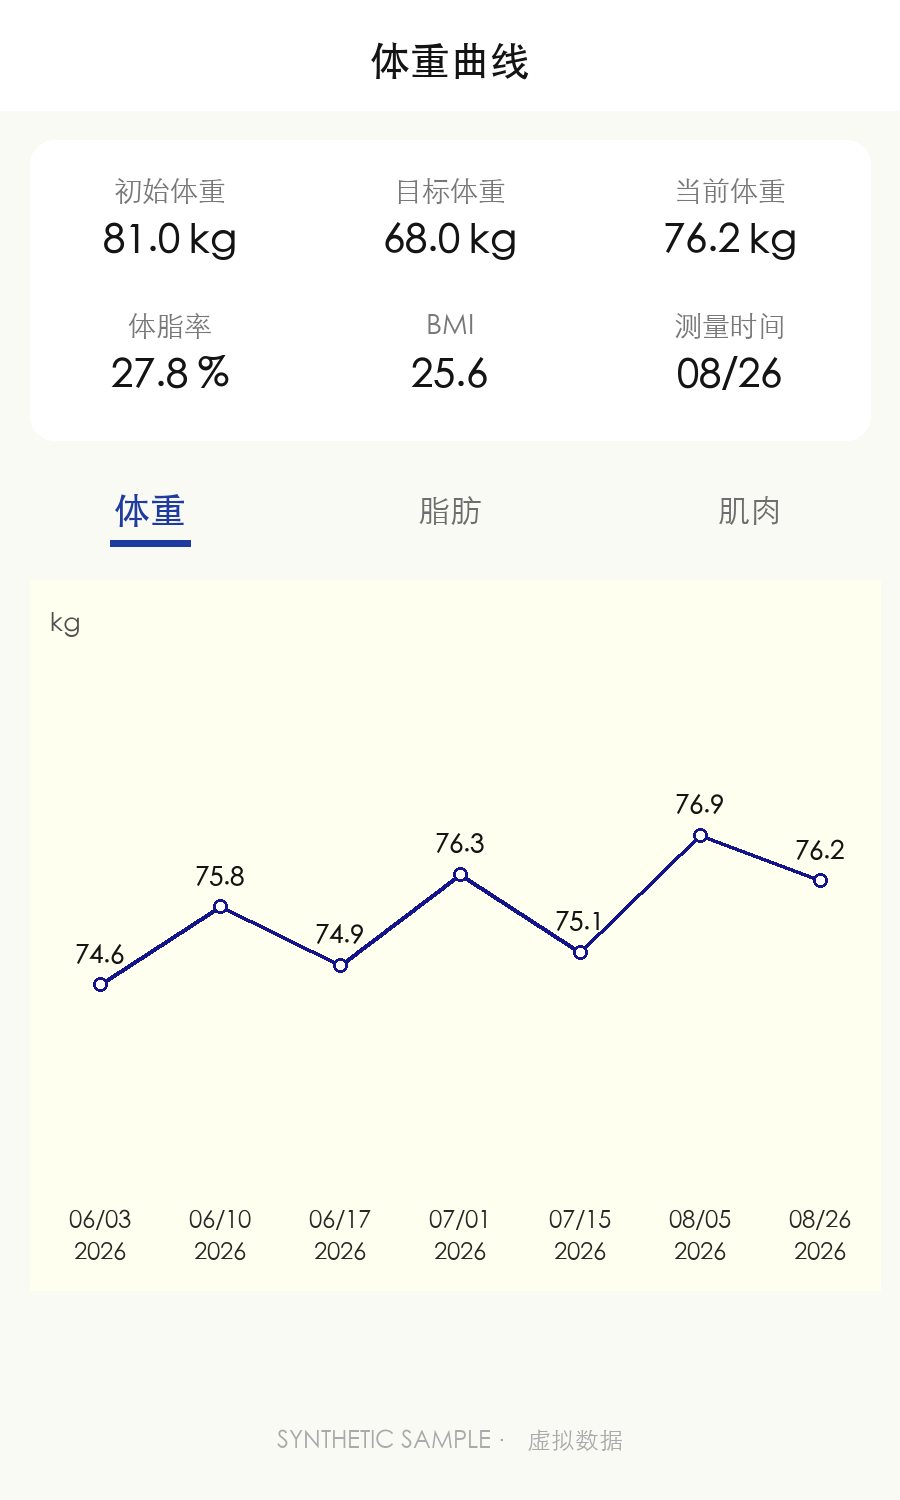 体重曲线
初始体重 目标体重 当前体重
81.0 kg 68.0 kg 76.2 kg
体脂率 BMI 测量时间
27.8 % 25.6 08/26
体重 脂肪 肌肉
kg
76.9
76.3 76.2
75.8
74.9 75.1
74.6
06/03 06/10 06/17 07/01 07/15 08/05 08/26
2026 2026 2026 2026 2026 2026 2026
SYNTHETIC SAMPLE · 虚拟数据